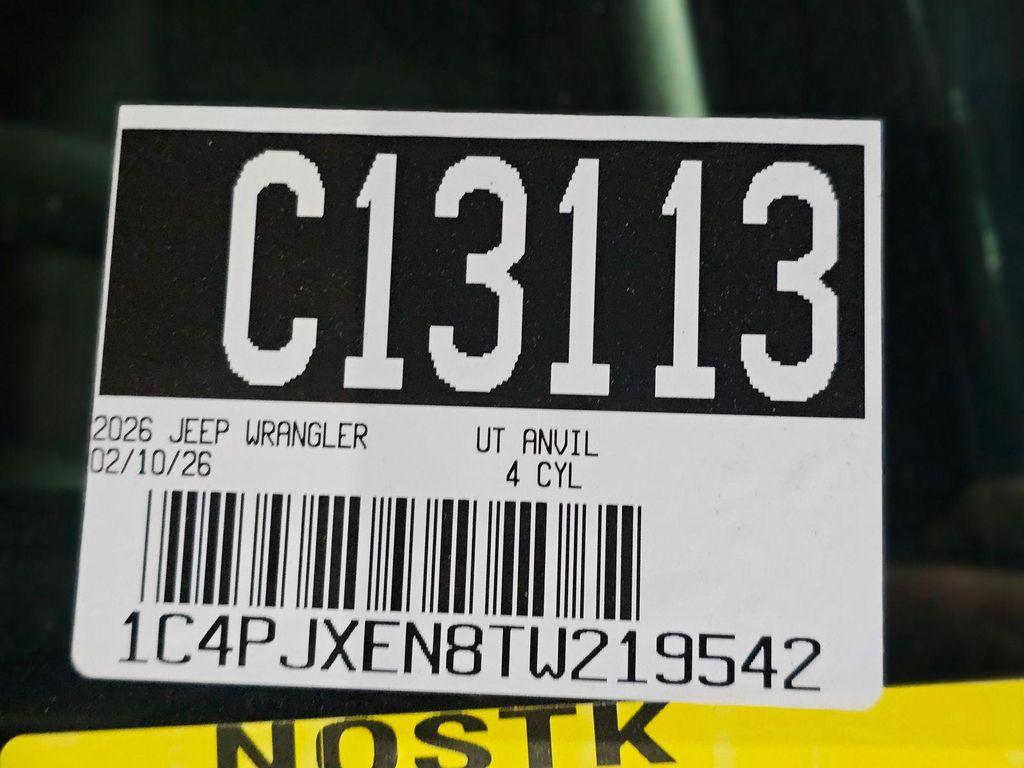 C13113
2026 JEEP WRANGLER UT ANVIL
02/10/26 4 CYL
1C4PJXEN8TW219542
NOSTK